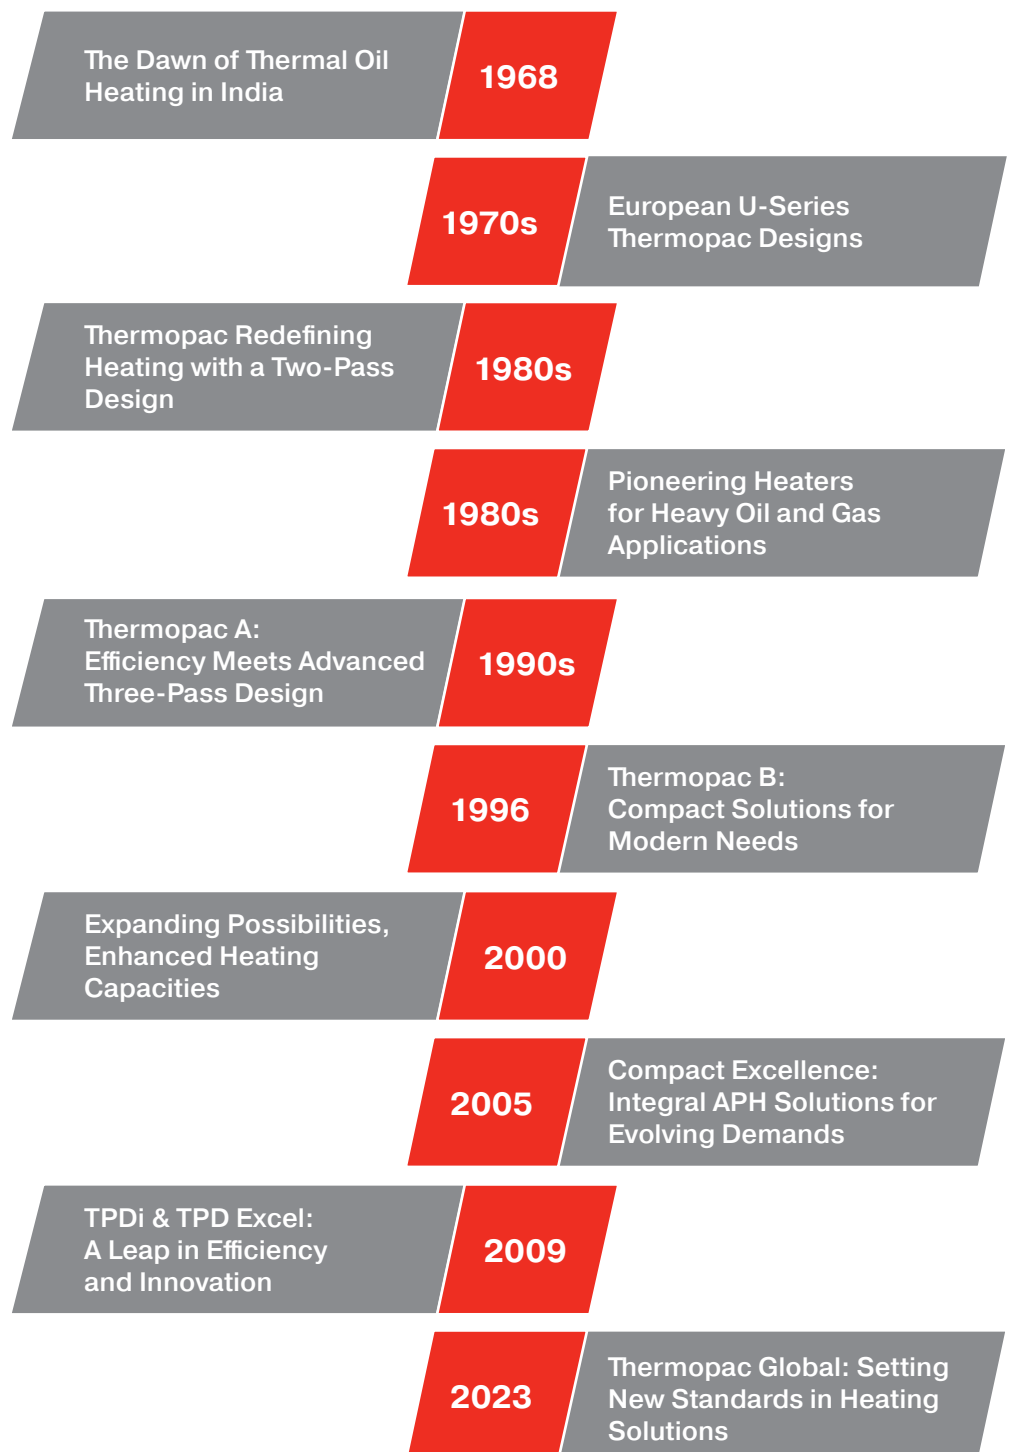 The Dawn of Thermal Oil
Heating in India
1968
1970s
European U-Series
Thermopac Designs
Thermopac Redefining
Heating with a Two-Pass
Design
1980s
1980s
Pioneering Heaters
for Heavy Oil and Gas
Applications
Thermopac A:
Efficiency Meets Advanced
Three-Pass Design
1990s
1996
Thermopac B:
Compact Solutions for
Modern Needs
Expanding Possibilities,
Enhanced Heating
Capacities
2000
2005
Compact Excellence:
Integral APH Solutions for
Evolving Demands
TPDi & TPD Excel:
A Leap in Efficiency
and Innovation
2009
2023
Thermopac Global: Setting
New Standards in Heating
Solutions